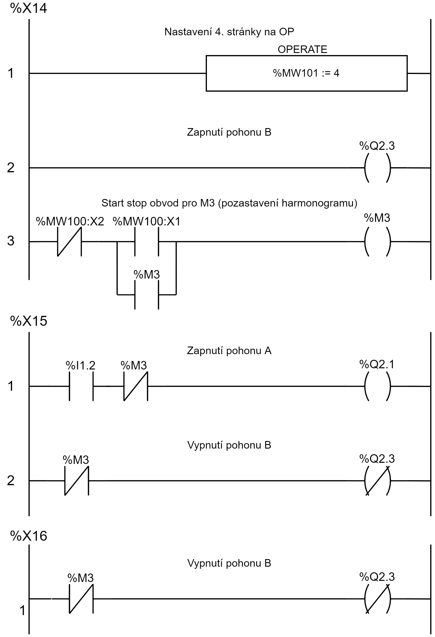 %X14
Nastavení 4. stránky na OP
OPERATE
1 %MW101 := 4
Zapnutí pohonu B
%Q2.3
2
Start stop obvod pro M3 (pozastavení harmonogramu)
%MW100:X2 %MW100:X1 %M3
3
%M3
%X15
Zapnutí pohonu A
%I1.2 %M3 %Q2.1
1
Vypnutí pohonu B
%M3 %Q2.3
2
%X16
Vypnutí pohonu B
%M3 %Q2.3
1